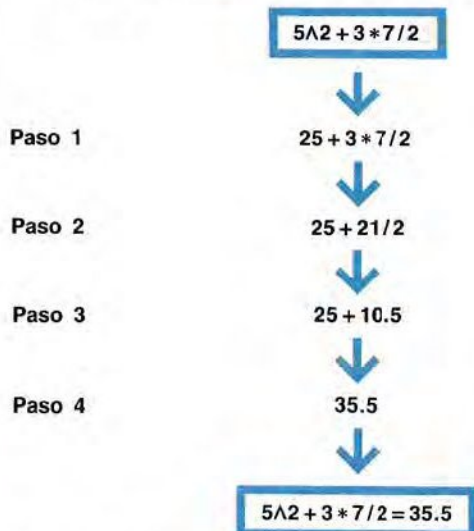 5∧2 + 3 * 7/2
Paso 1 25 + 3 * 7/2
Paso 2 25 + 21/2
Paso 3 25 + 10.5
Paso 4 35.5
5∧2 + 3 * 7/2 = 35.5